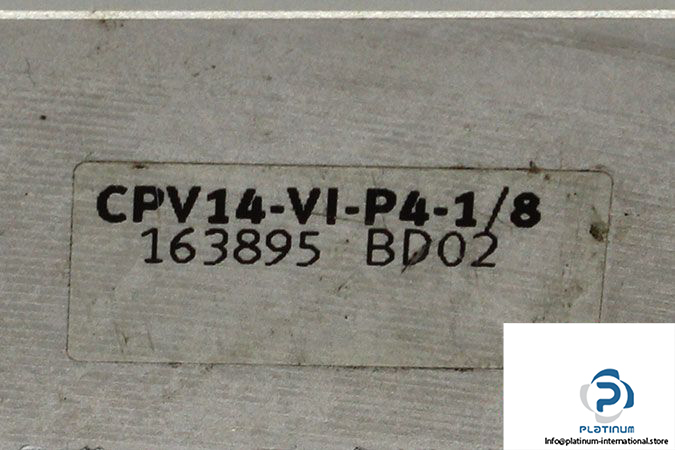 CPV14-VI-P4-1/8
163895 BD02
PLATINUM
Info@platinum-international.store